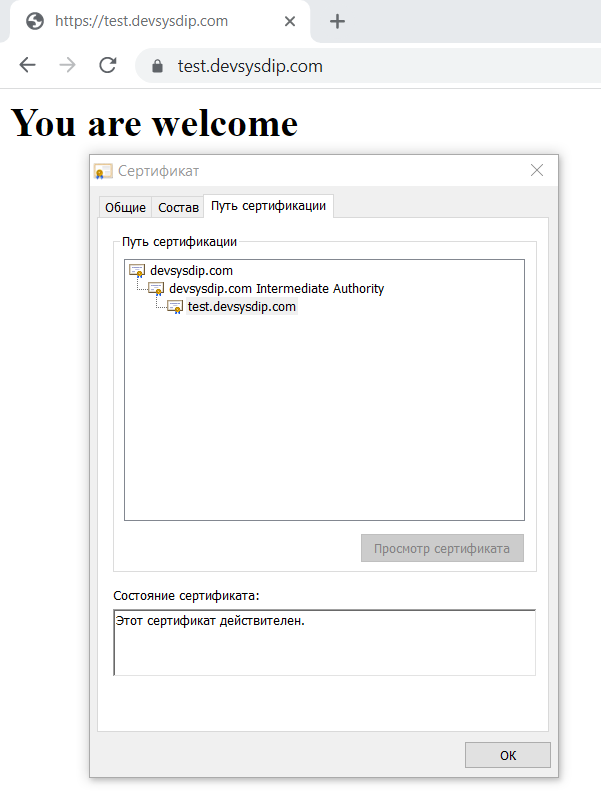 https://test.devsysdip.com
test.devsysdip.com
You are welcome
Сертификат
Общие Состав Путь сертификации
Путь сертификации
devsysdip.com
devsysdip.com Intermediate Authority
test.devsysdip.com
Просмотр сертификата
Состояние сертификата:
Этот сертификат действителен.
ОК